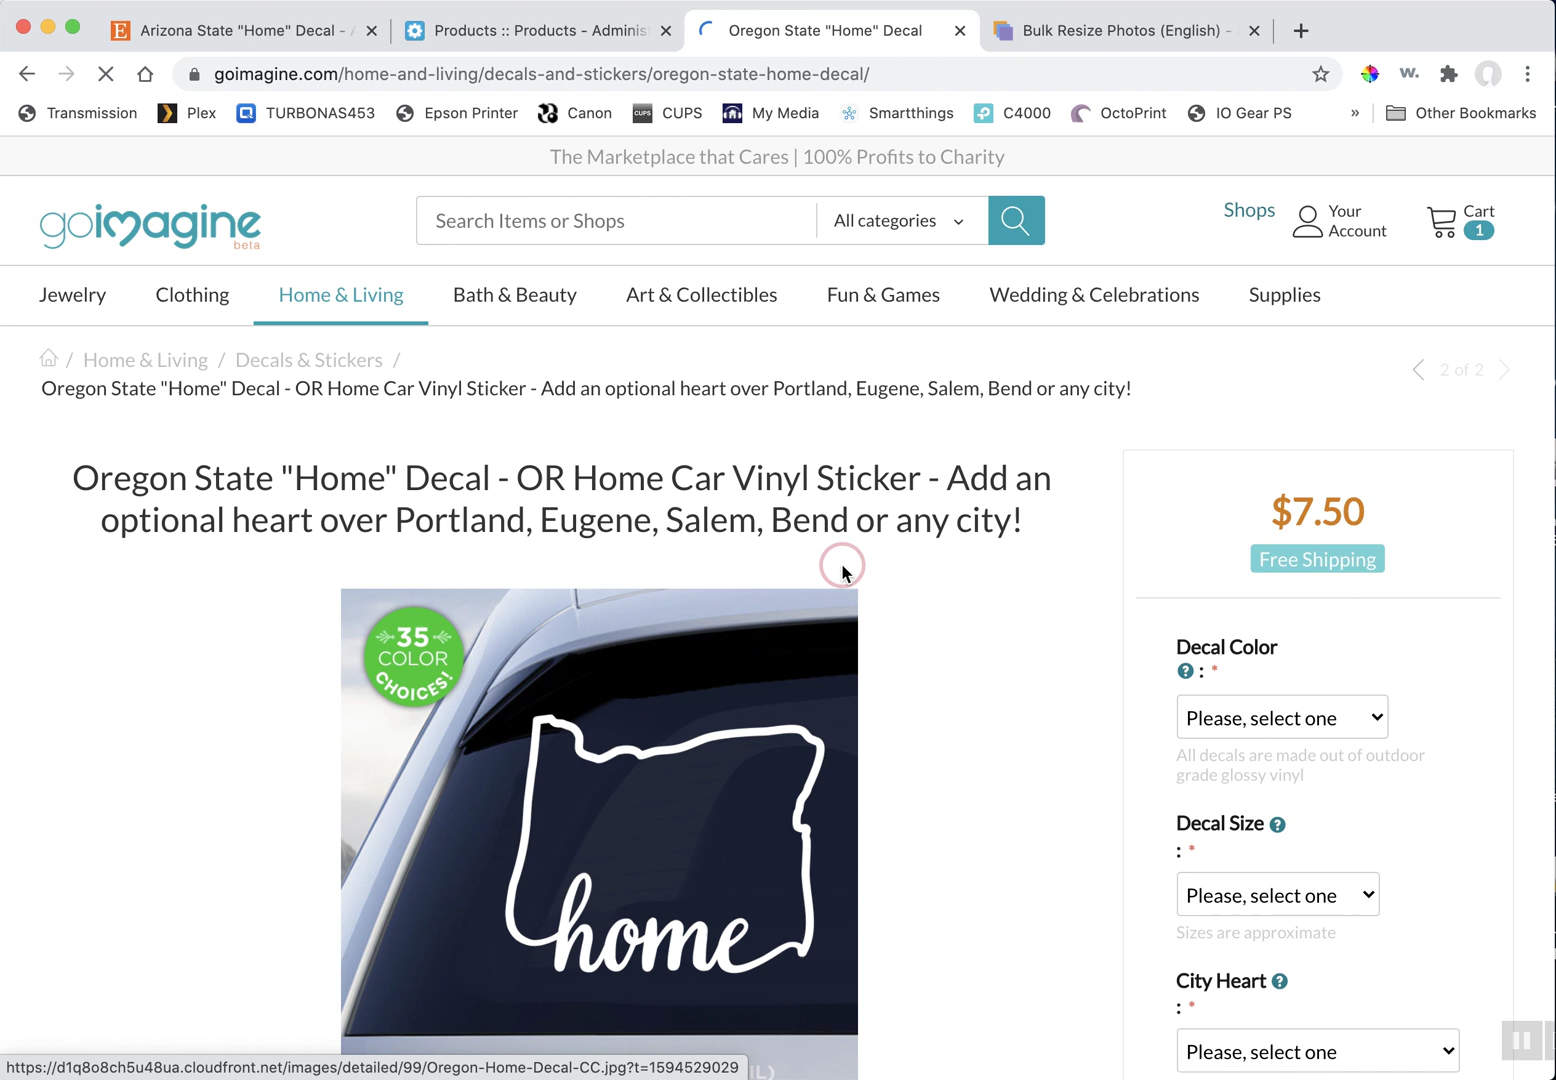 Arizona State "Home" Decal -
Products :: Products - Adminis
Oregon State "Home" Decal
Bulk Resize Photos (English) -
goimagine.com/home-and-living/decals-and-stickers/oregon-state-home-decal/
Transmission
Plex
TURBONAS453
Epson Printer
Canon
CUPS
CUPS
My Media
Smartthings
C4000
OctoPrint
IO Gear PS
»
Other Bookmarks
The Marketplace that Cares | 100% Profits to Charity
goimagine
beta
Search Items or Shops
All categories
Shops
Your
Account
Cart
1
Jewelry
Clothing
Home & Living
Bath & Beauty
Art & Collectibles
Fun & Games
Wedding & Celebrations
Supplies
/ Home & Living / Decals & Stickers /
2 of 2
Oregon State "Home" Decal - OR Home Car Vinyl Sticker - Add an optional heart over Portland, Eugene, Salem, Bend or any city!
Oregon State "Home" Decal - OR Home Car Vinyl Sticker - Add an
optional heart over Portland, Eugene, Salem, Bend or any city!
$7.50
Free Shipping
35
COLOR
CHOICES!
home
Decal Color
? : *
Please, select one
All decals are made out of outdoor
grade glossy vinyl
Decal Size ?
: *
Please, select one
Sizes are approximate
City Heart ?
: *
Please, select one
https://d1q8o8ch5u48ua.cloudfront.net/images/detailed/99/Oregon-Home-Decal-CC.jpg?t=1594529029